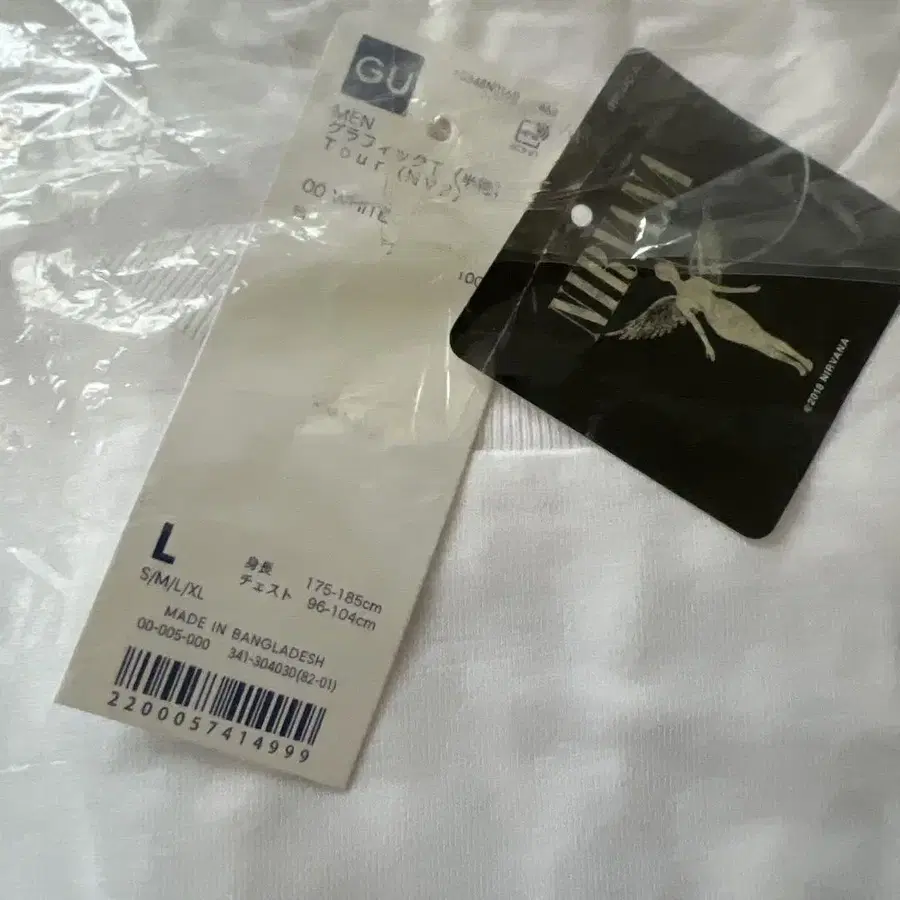 GU
MEN
グラフィックT (半袖)
Tour (NV2)
00 WHITE
L
S/M/L/XL
身長 175-185cm
チェスト 96-104cm
MADE IN BANGLADESH
00-005-000 341-304030(82-01)
2200057414999
NIRVANA
©2018 NIRVANA